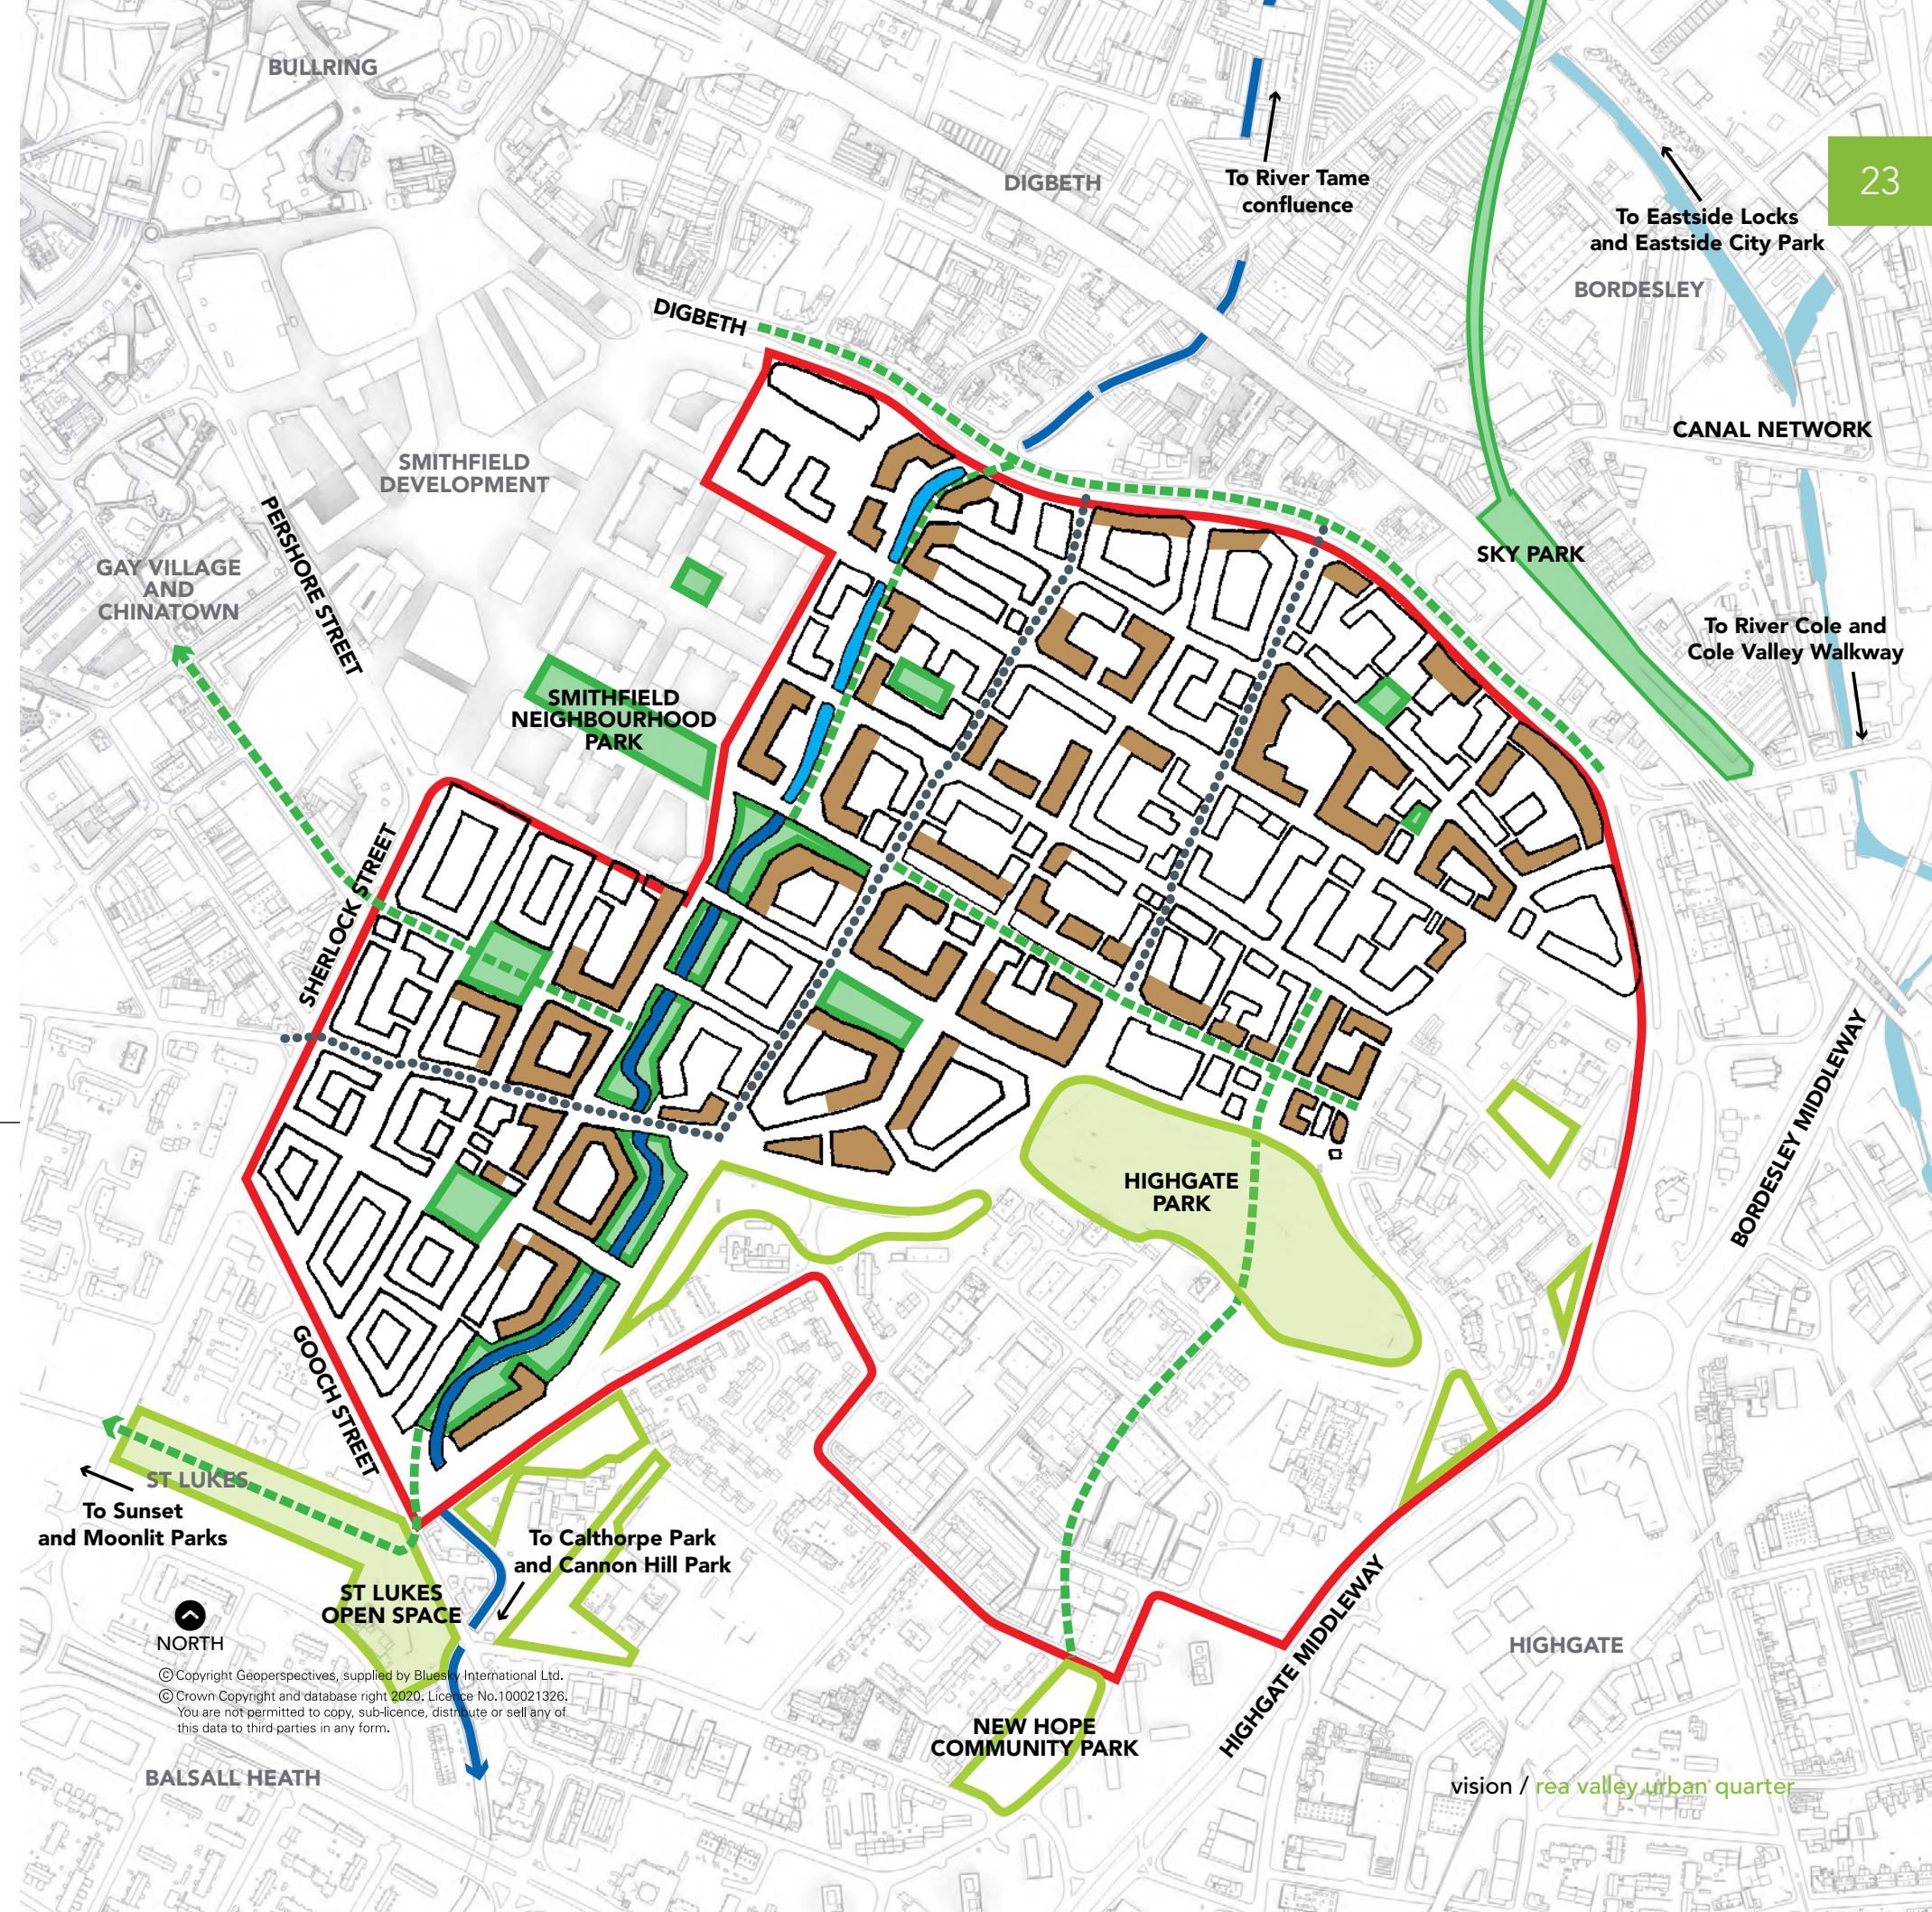 BULLRING
DIGBETH
To River Tame
confluence
23
To Eastside Locks
and Eastside City Park
BORDESLEY
DIGBETH
CANAL NETWORK
SMITHFIELD
DEVELOPMENT
PERSHORE STREET
SKY PARK
GAY VILLAGE
AND
CHINATOWN
To River Cole and
Cole Valley Walkway
SMITHFIELD
NEIGHBOURHOOD
PARK
SHERLOCK STREET
BORDESLEY MIDDLEWAY
HIGHGATE
PARK
GOOCH STREET
ST LUKES
To Sunset
and Moonlit Parks
To Calthorpe Park
and Cannon Hill Park
ST LUKES
OPEN SPACE
NORTH
HIGHGATE MIDDLEWAY
HIGHGATE
© Copyright Geoperspectives, supplied by Bluesky International Ltd.
© Crown Copyright and database right 2020. Licence No.100021326.
You are not permitted to copy, sub-licence, distribute or sell any of
this data to third parties in any form.
NEW HOPE
COMMUNITY PARK
BALSALL HEATH
vision / rea valley urban quarter